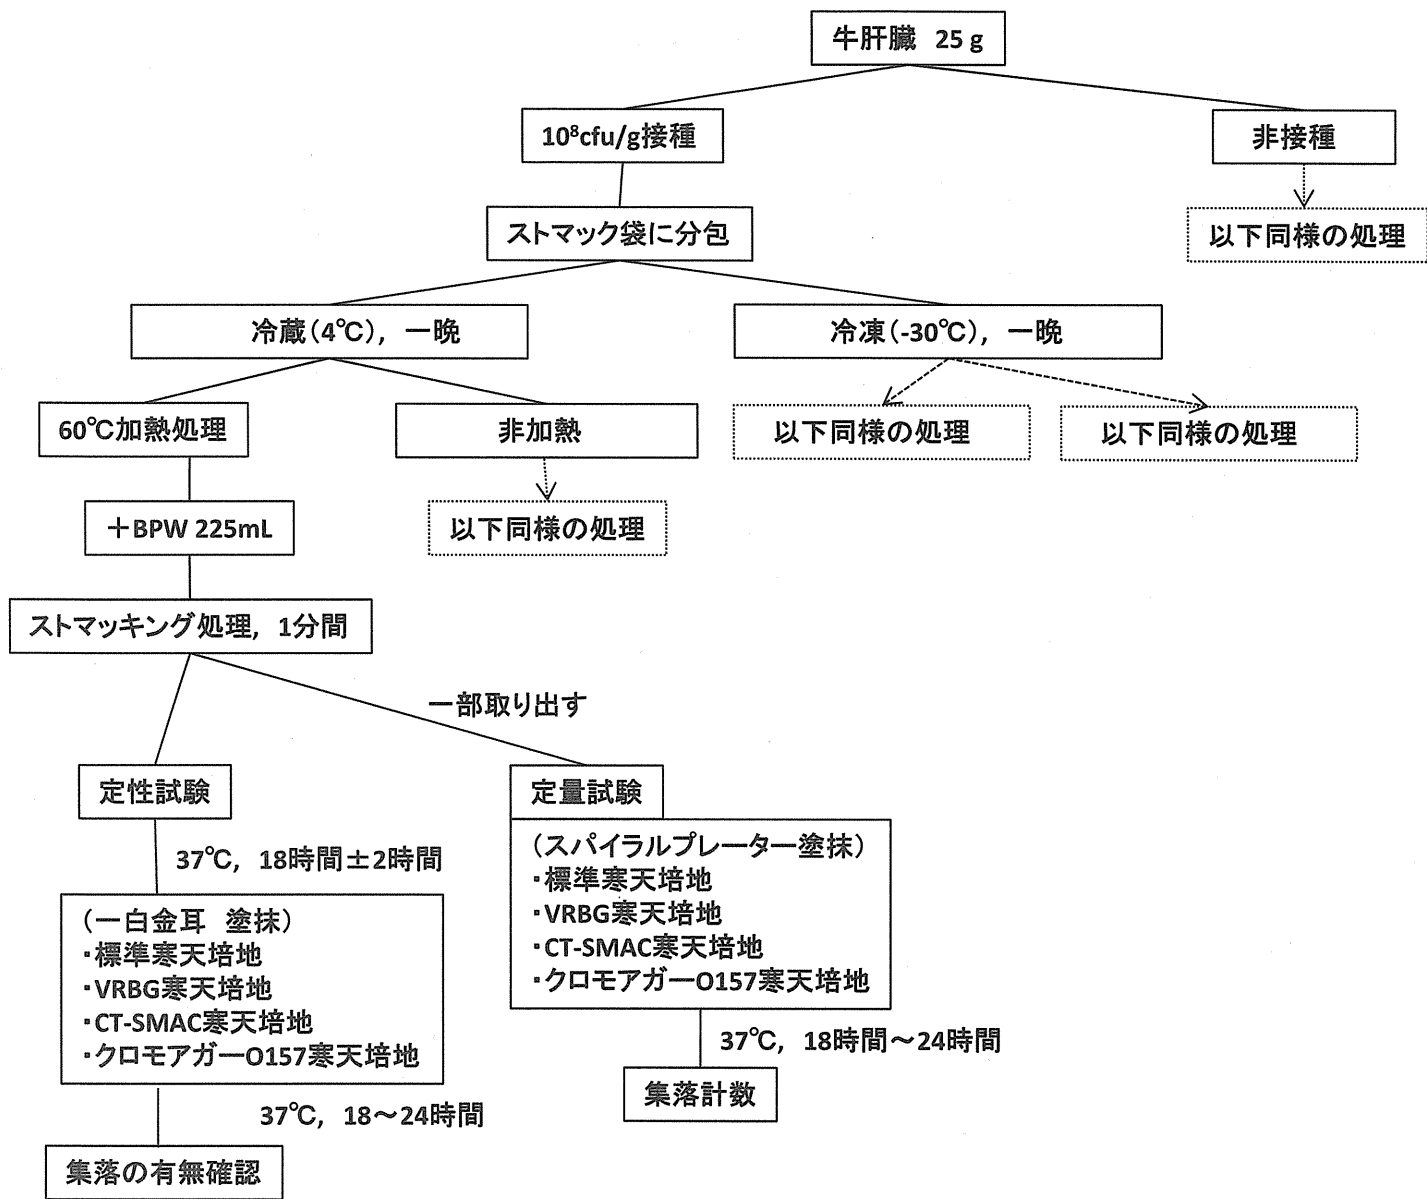 牛肝臓 25 g
10⁸cfu/g接種
非接種
ストマック袋に分包
以下同様の処理
冷蔵(4℃), 一晩
冷凍(-30℃), 一晩
60℃加熱処理
非加熱
以下同様の処理
以下同様の処理
+BPW 225mL
以下同様の処理
ストマッキング処理, 1分間
一部取り出す
定性試験
定量試験
37℃, 18時間±2時間
(スパイラルプレーター塗抹)
・標準寒天培地
・VRBG寒天培地
・CT-SMAC寒天培地
・クロモアガーO157寒天培地
(一白金耳 塗抹)
・標準寒天培地
・VRBG寒天培地
・CT-SMAC寒天培地
・クロモアガーO157寒天培地
37℃, 18時間～24時間
集落計数
37℃, 18～24時間
集落の有無確認